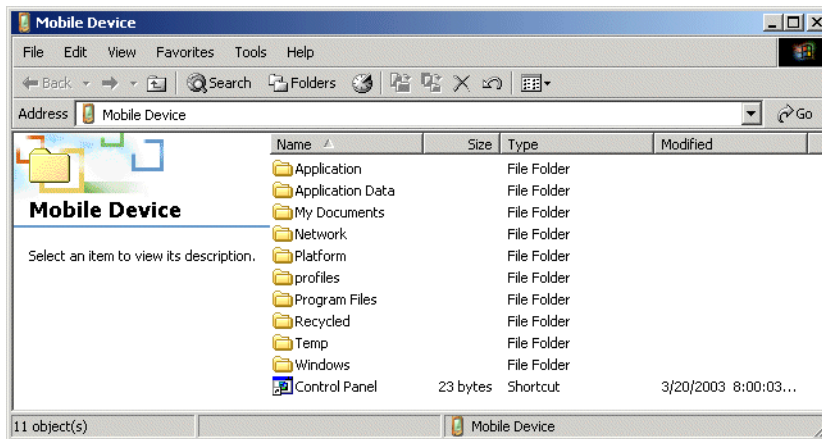 Mobile Device
File Edit View Favorites Tools Help
Back Search Folders
Address Mobile Device Go
Name Size Type Modified
Mobile Device
Select an item to view its description.
Application File Folder
Application Data File Folder
My Documents File Folder
Network File Folder
Platform File Folder
profiles File Folder
Program Files File Folder
Recycled File Folder
Temp File Folder
Windows File Folder
Control Panel 23 bytes Shortcut 3/20/2003 8:00:03...
11 object(s) Mobile Device